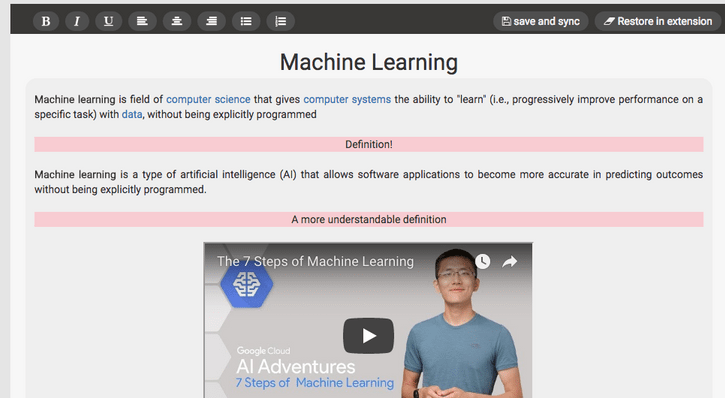 B I U save and sync Restore in extension
Machine Learning
Machine learning is field of computer science that gives computer systems the ability to "learn" (i.e., progressively improve performance on a
specific task) with data, without being explicitly programmed
Definition!
Machine learning is a type of artificial intelligence (AI) that allows software applications to become more accurate in predicting outcomes
without being explicitly programmed.
A more understandable definition
The 7 Steps of Machine Learning
Google Cloud
AI Adventures
7 Steps of Machine Learning